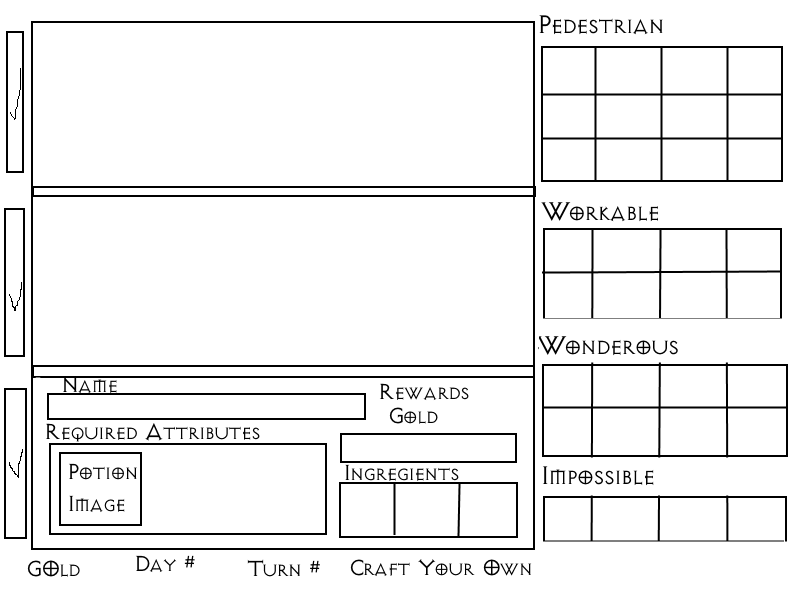 Pedestrian
Workable
Wonderous
Impossible
Name
Rewards
Gold
Required Attributes
Potion
Image
Ingregients
Gold
Day #
Turn #
Craft Your Own